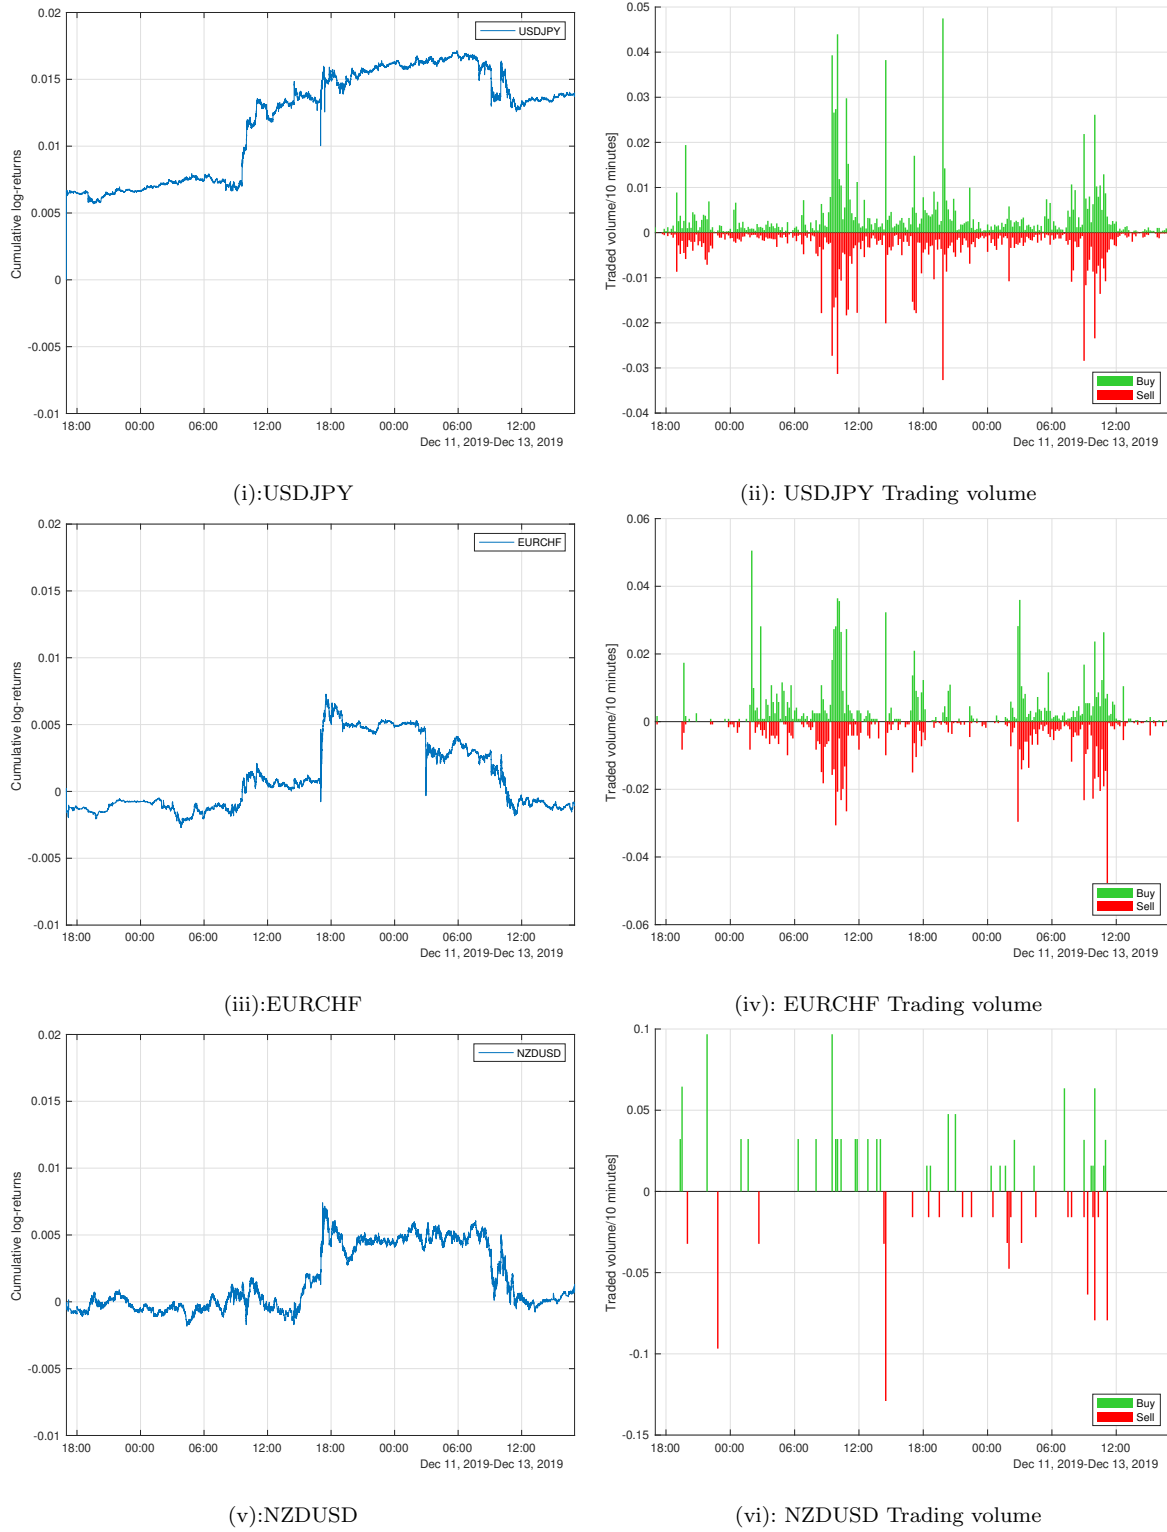 0.02
0.015
0.01
0.005
0
-0.005
-0.01
Cumulative log-returns
USDJPY
18:00 00:00 06:00 12:00 18:00 00:00 06:00 12:00
Dec 11, 2019-Dec 13, 2019
(i):USDJPY
0.05
0.04
0.03
0.02
0.01
0
-0.01
-0.02
-0.03
-0.04
Traded volume/10 minutes]
Buy
Sell
18:00 00:00 06:00 12:00 18:00 00:00 06:00 12:00
Dec 11, 2019-Dec 13, 2019
(ii): USDJPY Trading volume
0.02
0.015
0.01
0.005
0
-0.005
-0.01
Cumulative log-returns
EURCHF
18:00 00:00 06:00 12:00 18:00 00:00 06:00 12:00
Dec 11, 2019-Dec 13, 2019
(iii):EURCHF
0.06
0.04
0.02
0
-0.02
-0.04
-0.06
Traded volume/10 minutes]
Buy
Sell
18:00 00:00 06:00 12:00 18:00 00:00 06:00 12:00
Dec 11, 2019-Dec 13, 2019
(iv): EURCHF Trading volume
0.02
0.015
0.01
0.005
0
-0.005
-0.01
Cumulative log-returns
NZDUSD
18:00 00:00 06:00 12:00 18:00 00:00 06:00 12:00
Dec 11, 2019-Dec 13, 2019
(v):NZDUSD
0.1
0.05
0
-0.05
-0.1
-0.15
Traded volume/10 minutes]
Buy
Sell
18:00 00:00 06:00 12:00 18:00 00:00 06:00 12:00
Dec 11, 2019-Dec 13, 2019
(vi): NZDUSD Trading volume